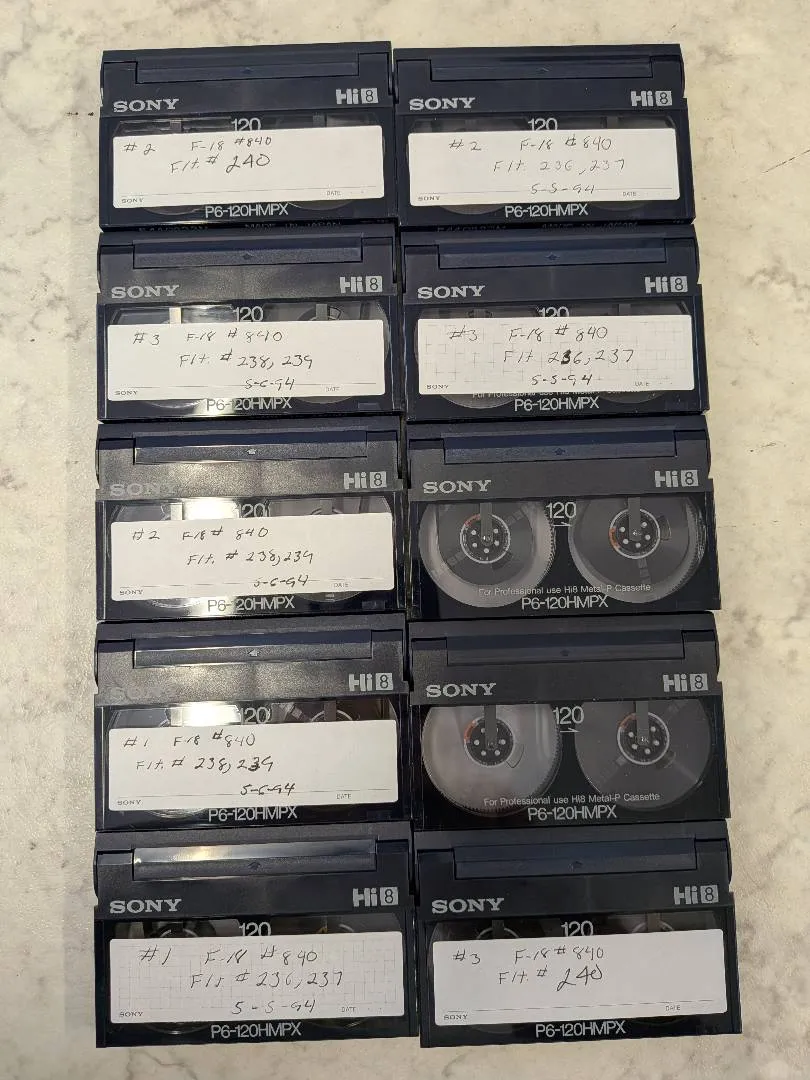 SONY Hi8
120
#2 F-18 #840
Flt. # 240
SONY DATE
P6-120HMPX
SONY Hi8
120
#2 F-18 #840
Flt 236,237
5-5-94
SONY DATE
P6-120HMPX
SONY Hi8
120
#3 F-18 # 840
Flt. # 238, 239
5-6-94
SONY DATE
P6-120HMPX
SONY Hi8
120
#3 F-18 # 840
Flt 236,237
5-5-94
SONY DATE
For Professional use
P6-120HMPX
SONY Hi8
120
#2 F-18 # 840
Flt. # 238,239
5-6-94
SONY DATE
P6-120HMPX
SONY Hi8
120
For Professional use Hi8 Metal-P Cassette
P6-120HMPX
SONY Hi8
120
#1 F-18 #840
Flt. # 238, 239
5-6-94
SONY DATE
P6-120HMPX
SONY Hi8
120
For Professional use Hi8 Metal-P Cassette
P6-120HMPX
SONY Hi8
120
#1 F-18 #840
Flt # 236,237
5-5-94
SONY DATE
P6-120HMPX
SONY Hi8
120
#3 F-18 # 840
Flt. # 240
SONY DATE
P6-120HMPX